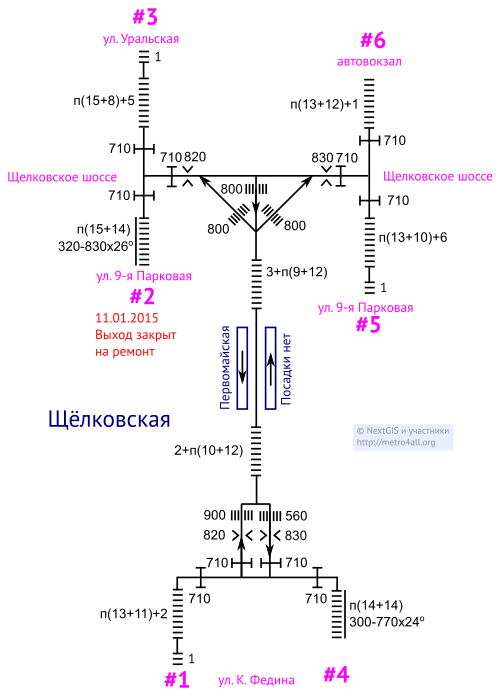 #3
ул. Уральская
1
п(15+8)+5
710
710 820
Щелковское шоссе
710
п(15+14)
320-830x26º
ул. 9-я Парковая
#2
11.01.2015
Выход закрыт
на ремонт
#6
автовокзал
п(13+12)+1
710
830 710
Щелковское шоссе
710
800
800
800
п(13+10)+6
1
ул. 9-я Парковая
#5
3+п(9+12)
Первомайская
Посадки нет
Щёлковская
© NextGIS и участники
http://metro4all.org
2+п(10+12)
900 560
820 830
710 710
710 710
п(13+11)+2
п(14+14)
300-770x24º
1
#1
ул. К. Федина
#4